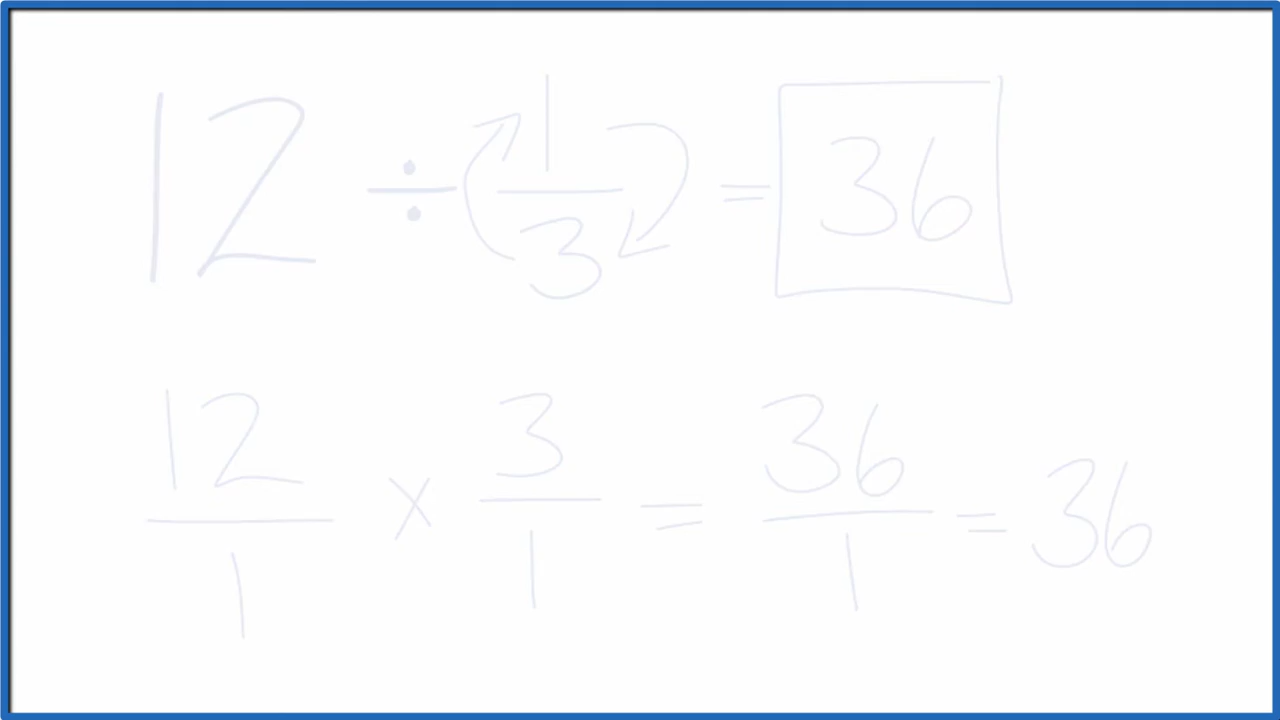 12 ÷ 1/3 = 36
12/1 × 3/1 = 36/1 = 36